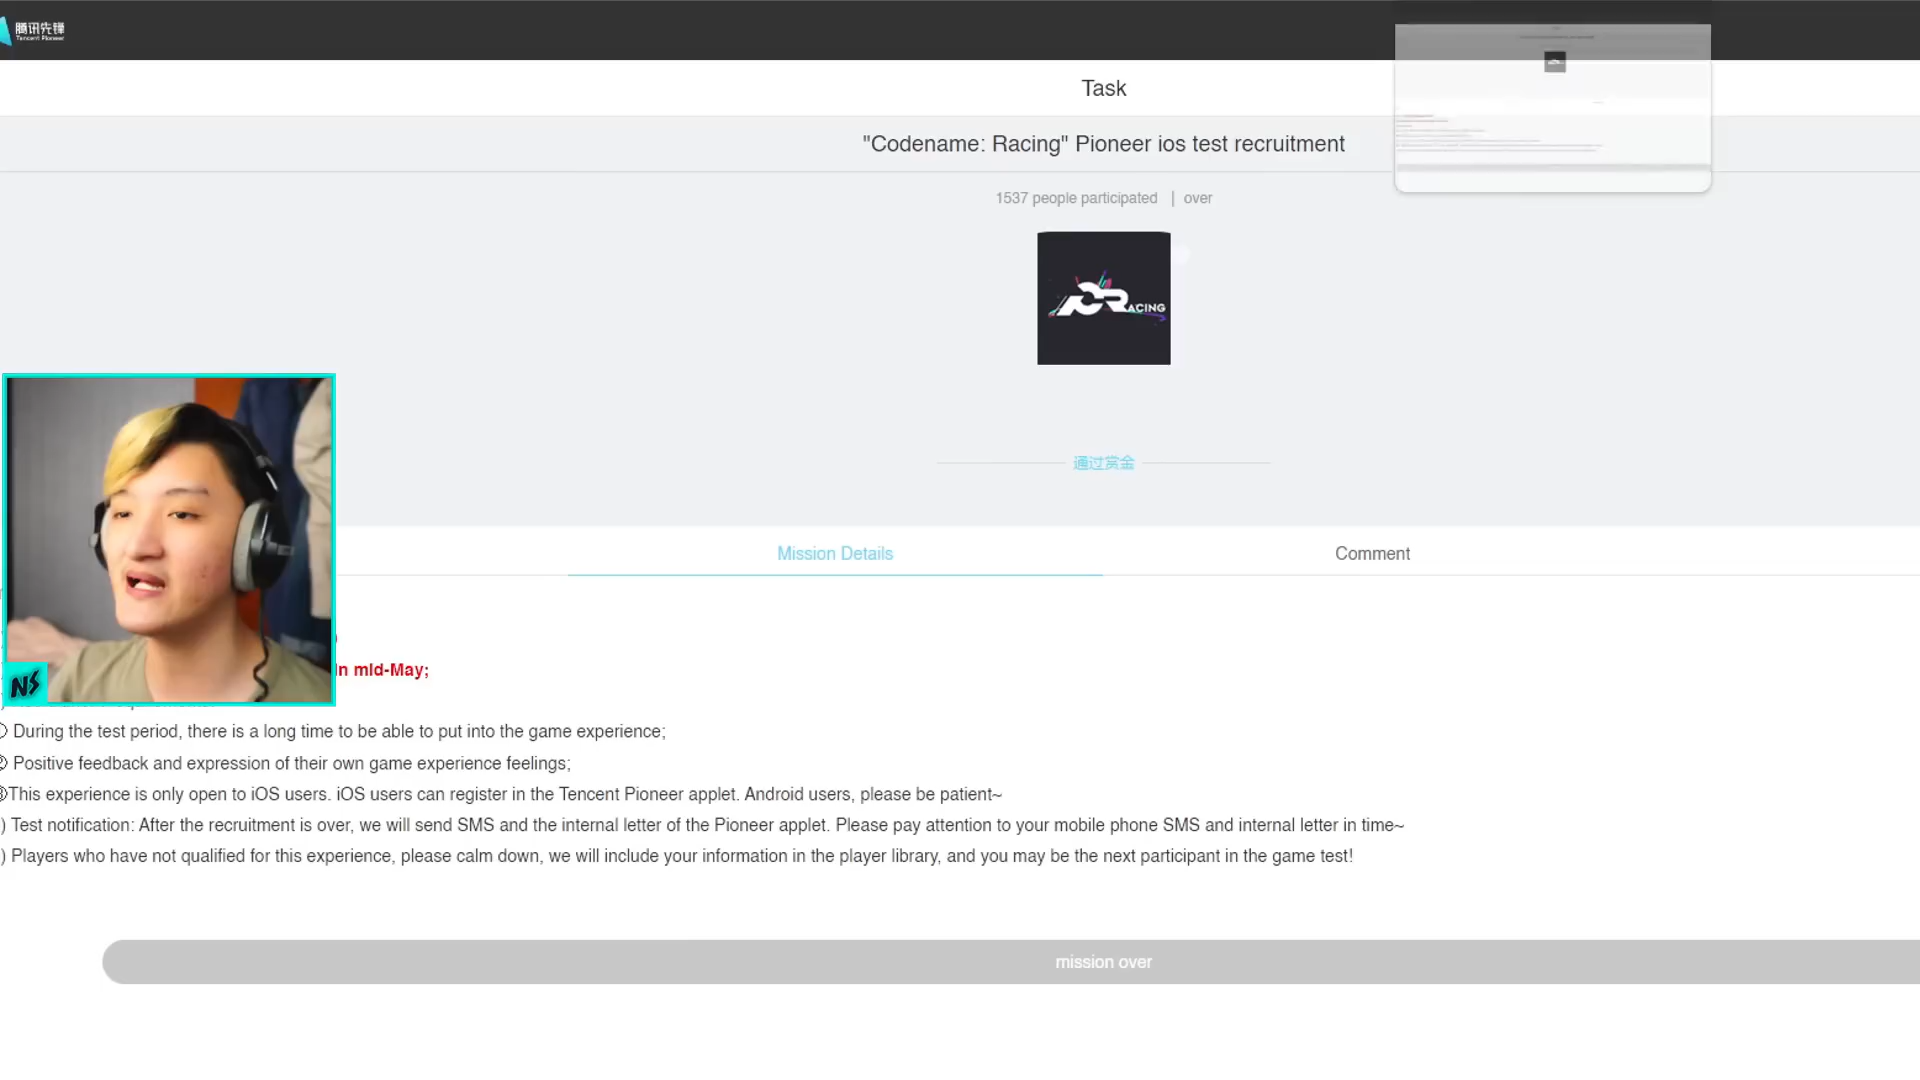 腾讯先锋
Tencent Pioneer
Task
"Codename: Racing" Pioneer ios test recruitment
1537 people participated | over
RACING
通过赏金
Mission Details
Comment
in mid-May;
① During the test period, there is a long time to be able to put into the game experience;
② Positive feedback and expression of their own game experience feelings;
③This experience is only open to iOS users. iOS users can register in the Tencent Pioneer applet. Android users, please be patient~
) Test notification: After the recruitment is over, we will send SMS and the internal letter of the Pioneer applet. Please pay attention to your mobile phone SMS and internal letter in time~
) Players who have not qualified for this experience, please calm down, we will include your information in the player library, and you may be the next participant in the game test!
NS
mission over